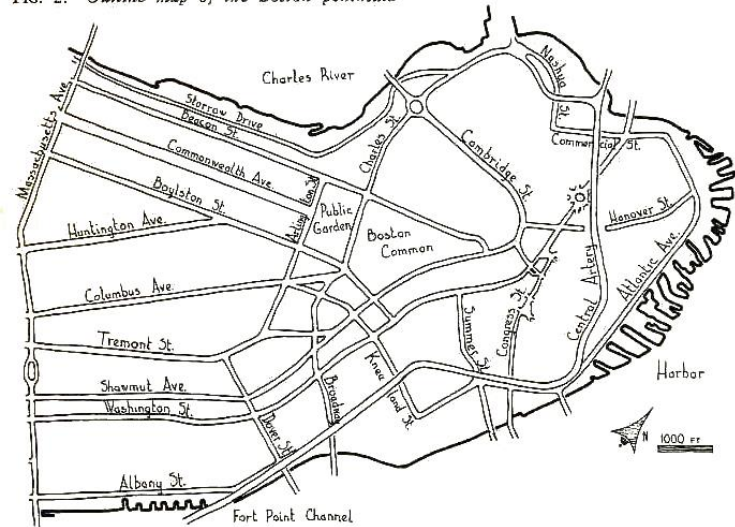 FIG. 2. Outline map of the Boston peninsula
Charles River
Nashua St.
Massachusetts Ave.
Storrow Drive
Beacon St.
Charles St.
Cambridge St.
Commercial St.
Commonwealth Ave.
Boylston St.
Arlington St.
Public
Garden
Huntington Ave.
Boston
Common
Hanover St.
Columbus Ave.
Congress St.
Central Artery
Atlantic Ave.
Summer St.
Tremont St.
Harbor
Shawmut Ave.
Washington St.
Broadway
Kneeland St.
Dover St.
N
1000 FT
Albany St.
Fort Point Channel